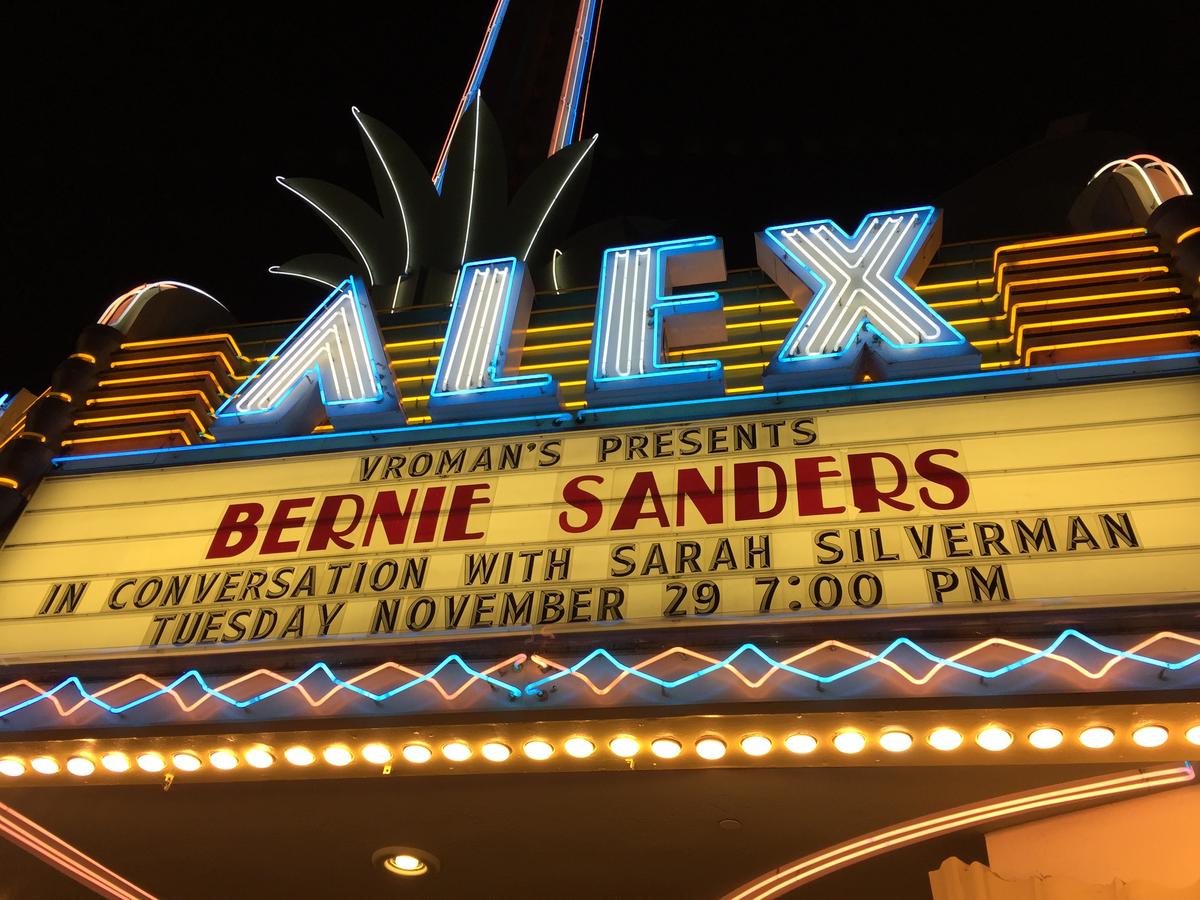 ALEX
VROMAN'S PRESENTS
BERNIE SANDERS
IN CONVERSATION WITH SARAH SILVERMAN
TUESDAY NOVEMBER 29 7:00 PM